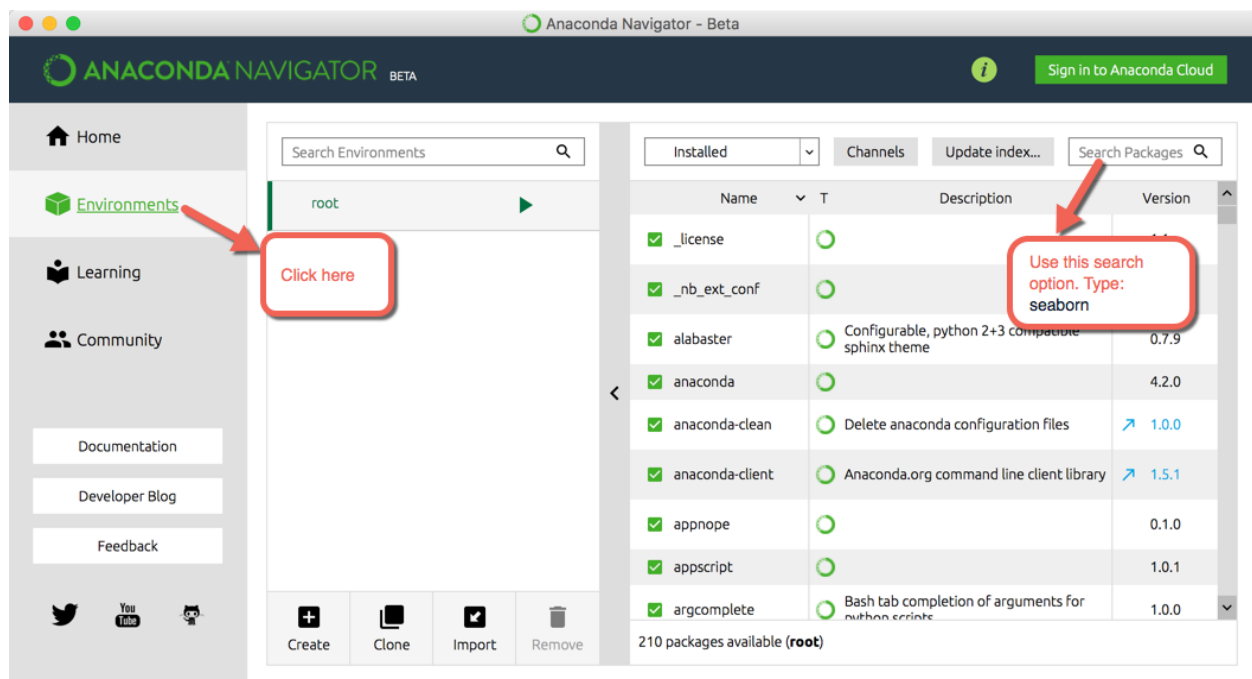 Anaconda Navigator - Beta
ANACONDA NAVIGATOR BETA
i
Sign in to Anaconda Cloud
Home
Environments
Learning
Community
Documentation
Developer Blog
Feedback
You
Tube
Search Environments
root
Click here
Create
Clone
Import
Remove
Installed
Channels
Update index...
Search Packages
Name T Description Version
_license
_nb_ext_conf
alabaster Configurable, python 2+3 compatible
sphinx theme 0.7.9
anaconda 4.2.0
anaconda-clean Delete anaconda configuration files 1.0.0
anaconda-client Anaconda.org command line client library 1.5.1
appnope 0.1.0
appscript 1.0.1
argcomplete Bash tab completion of arguments for
python scripts 1.0.0
Use this search
option. Type:
seaborn
210 packages available (root)